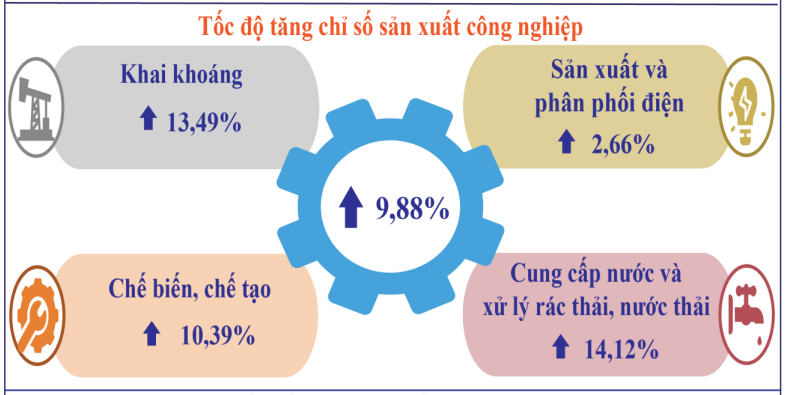 Tốc độ tăng chỉ số sản xuất công nghiệp
Khai khoáng
13,49%
Sản xuất và
phân phối điện
2,66%
9,88%
Chế biến, chế tạo
10,39%
Cung cấp nước và
xử lý rác thải, nước thải
14,12%